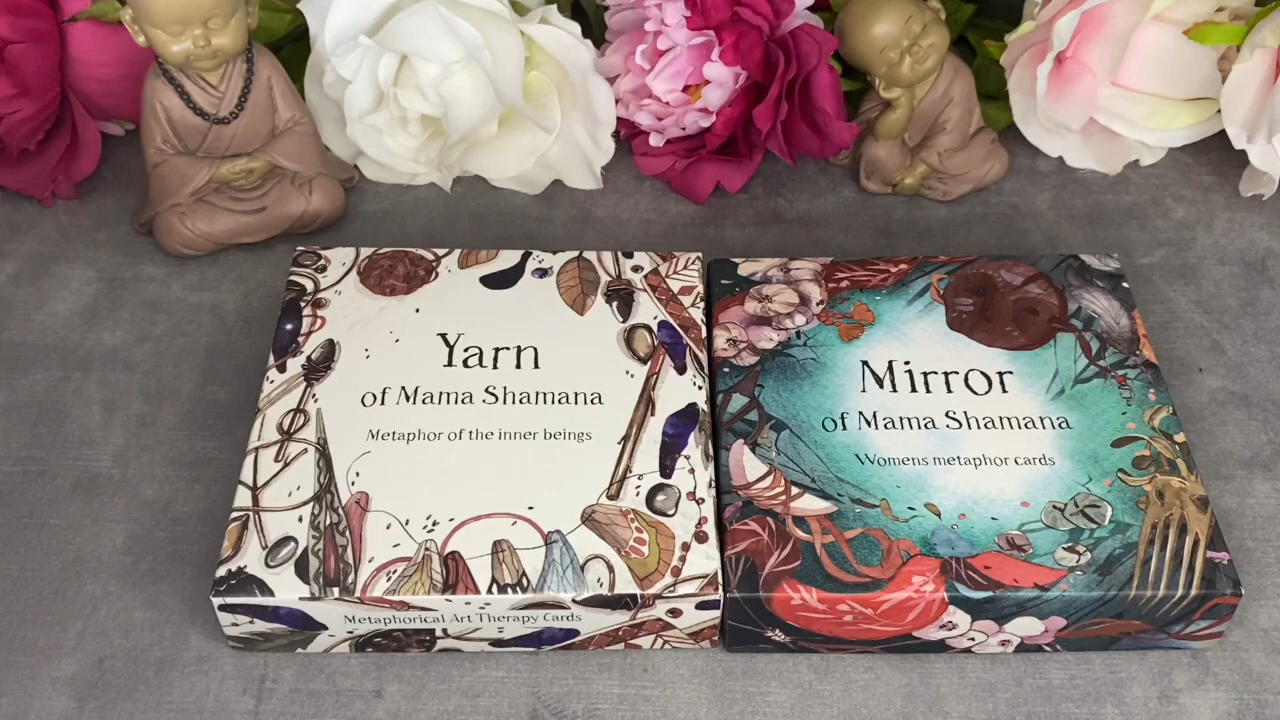 Yarn
of Mama Shamana
Metaphor of the inner beings
Metaphorical Art Therapy Cards
Mirror
of Mama Shamana
Womens metaphor cards